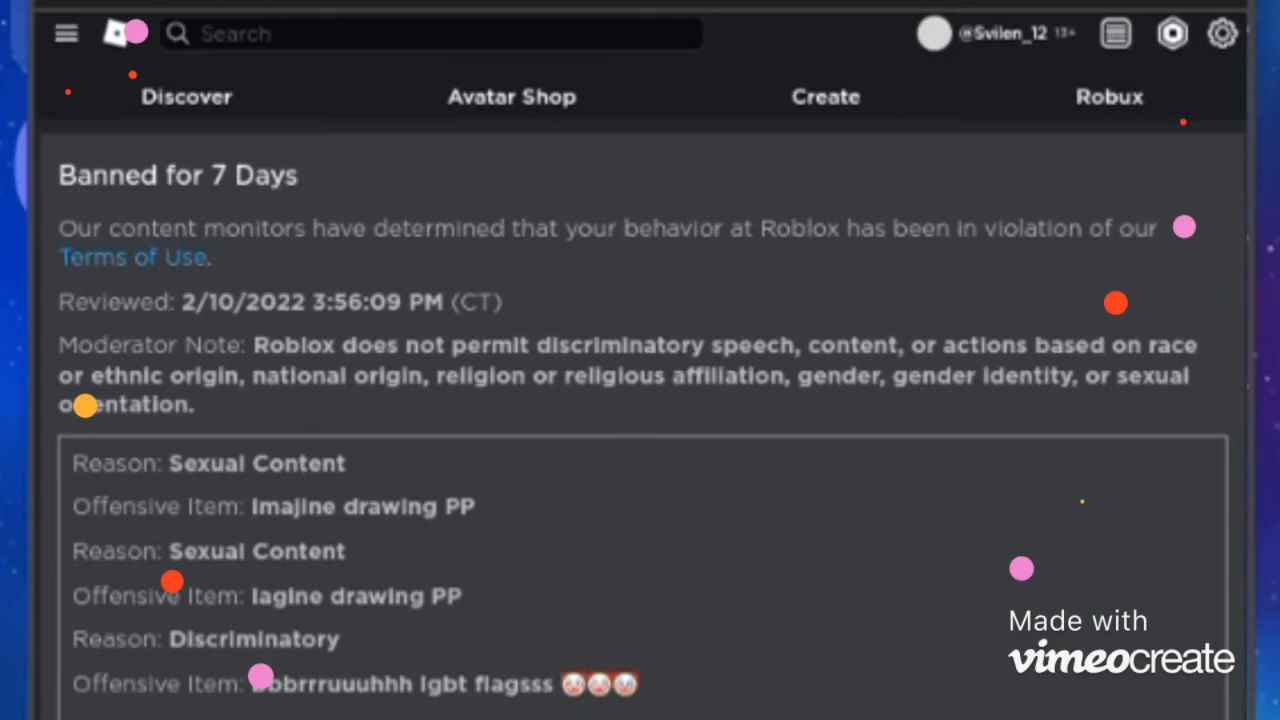 Search
@Svilen_12 13+
Discover Avatar Shop Create Robux
Banned for 7 Days
Our content monitors have determined that your behavior at Roblox has been in violation of our
Terms of Use.
Reviewed: 2/10/2022 3:56:09 PM (CT)
Moderator Note: Roblox does not permit discriminatory speech, content, or actions based on race
or ethnic origin, national origin, religion or religious affiliation, gender, gender identity, or sexual
orientation.
Reason: Sexual Content
Offensive Item: Imajine drawing PP
Reason: Sexual Content
Offensive Item: Iagine drawing PP
Reason: Discriminatory
Offensive Item: lgbt flagsss 🤡🤡🤡
Made with
vimeocreate